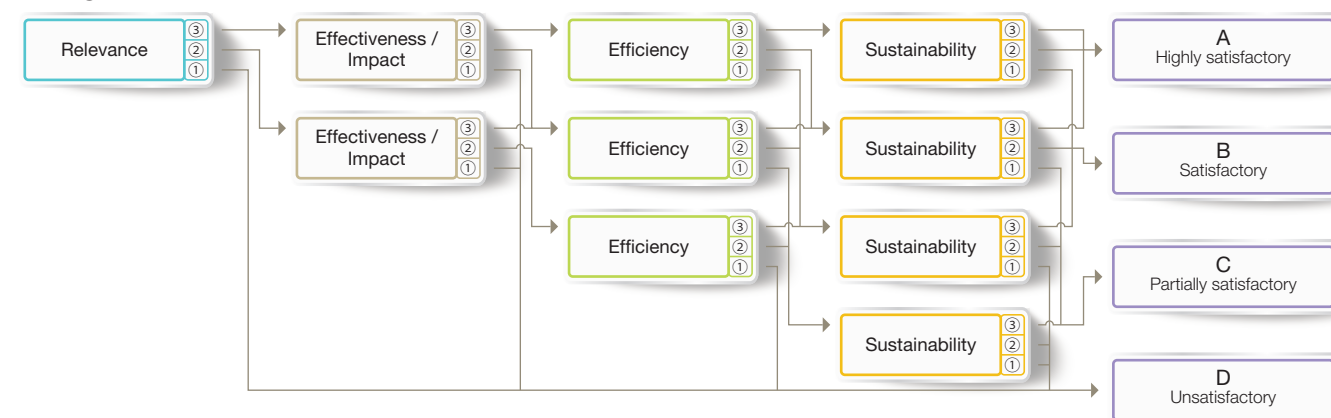 Relevance
③
②
①
Effectiveness /
Impact
③
②
①
Efficiency
③
②
①
Sustainability
③
②
①
A
Highly satisfactory
Effectiveness /
Impact
③
②
①
Efficiency
③
②
①
Sustainability
③
②
①
B
Satisfactory
Efficiency
③
②
①
Sustainability
③
②
①
C
Partially satisfactory
Sustainability
③
②
①
D
Unsatisfactory